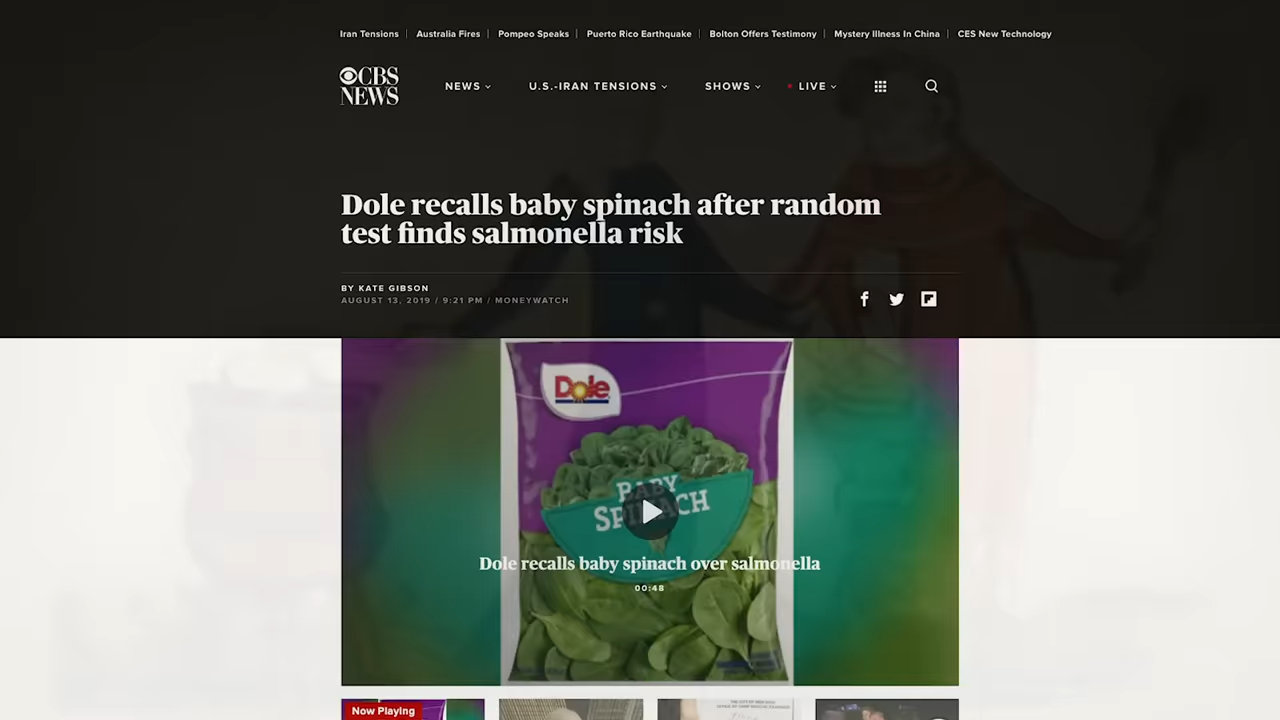 Iran Tensions Australia Fires Pompeo Speaks Puerto Rico Earthquake Bolton Offers Testimony Mystery Illness In China CES New Technology
CBS
NEWS
NEWS U.S.-IRAN TENSIONS SHOWS LIVE
Dole recalls baby spinach after random
test finds salmonella risk
BY KATE GIBSON
AUGUST 13, 2019 / 9:21 PM / MONEYWATCH
Dole
BABY
SPINACH
Dole recalls baby spinach over salmonella
00:48
Now Playing